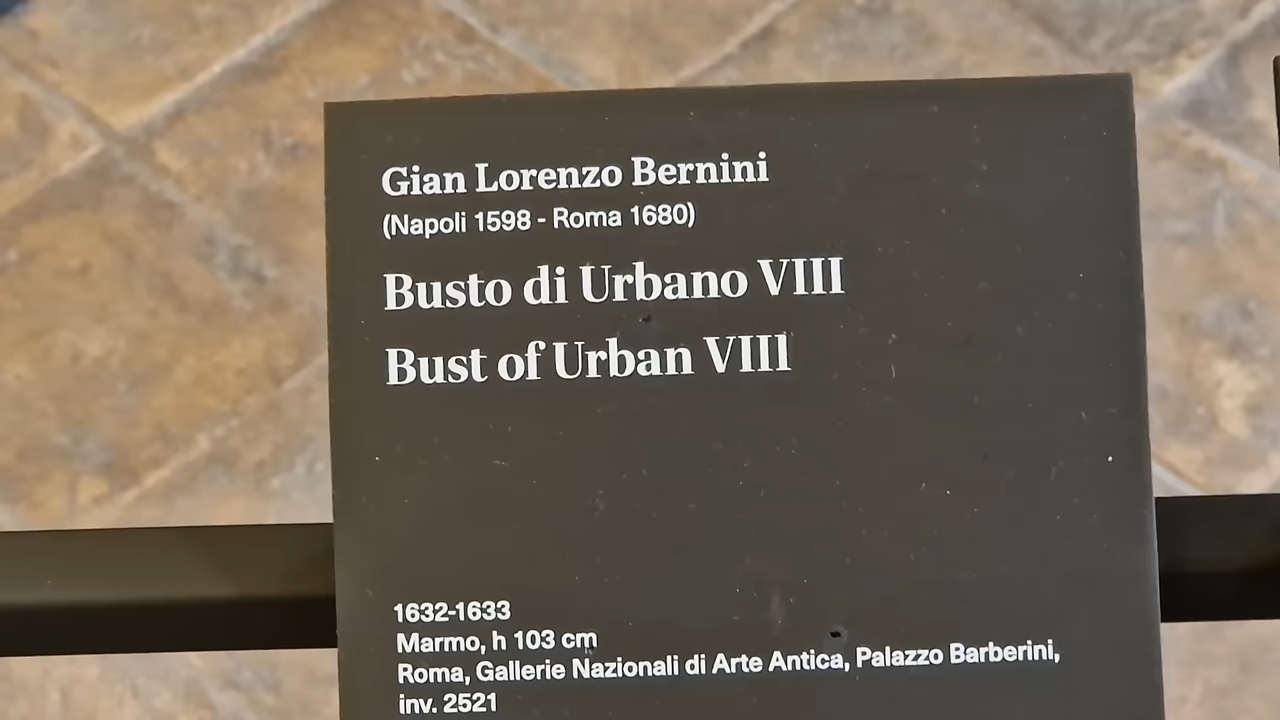 Gian Lorenzo Bernini
(Napoli 1598 - Roma 1680)
Busto di Urbano VIII
Bust of Urban VIII
1632-1633
Marmo, h 103 cm
Roma, Gallerie Nazionali di Arte Antica, Palazzo Barberini,
inv. 2521